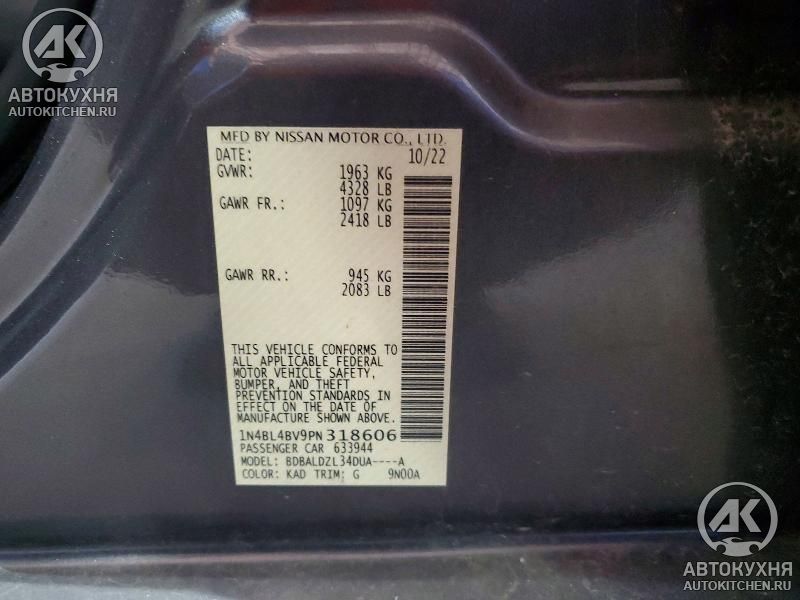 AK
АВТОКУХНЯ
AUTOKITCHEN.RU
MFD BY NISSAN MOTOR CO., LTD.
DATE: 10/22
GVWR: 1963 KG
4328 LB
GAWR FR.: 1097 KG
2418 LB
GAWR RR.: 945 KG
2083 LB
THIS VEHICLE CONFORMS TO
ALL APPLICABLE FEDERAL
MOTOR VEHICLE SAFETY,
BUMPER, AND THEFT
PREVENTION STANDARDS IN
EFFECT ON THE DATE OF
MANUFACTURE SHOWN ABOVE.
1N4BL4BV9PN318606
PASSENGER CAR 633944
MODEL: BDBALDZL34DUA----A
COLOR: KAD TRIM: G 9N00A
AK
АВТОКУХНЯ
AUTOKITCHEN.RU